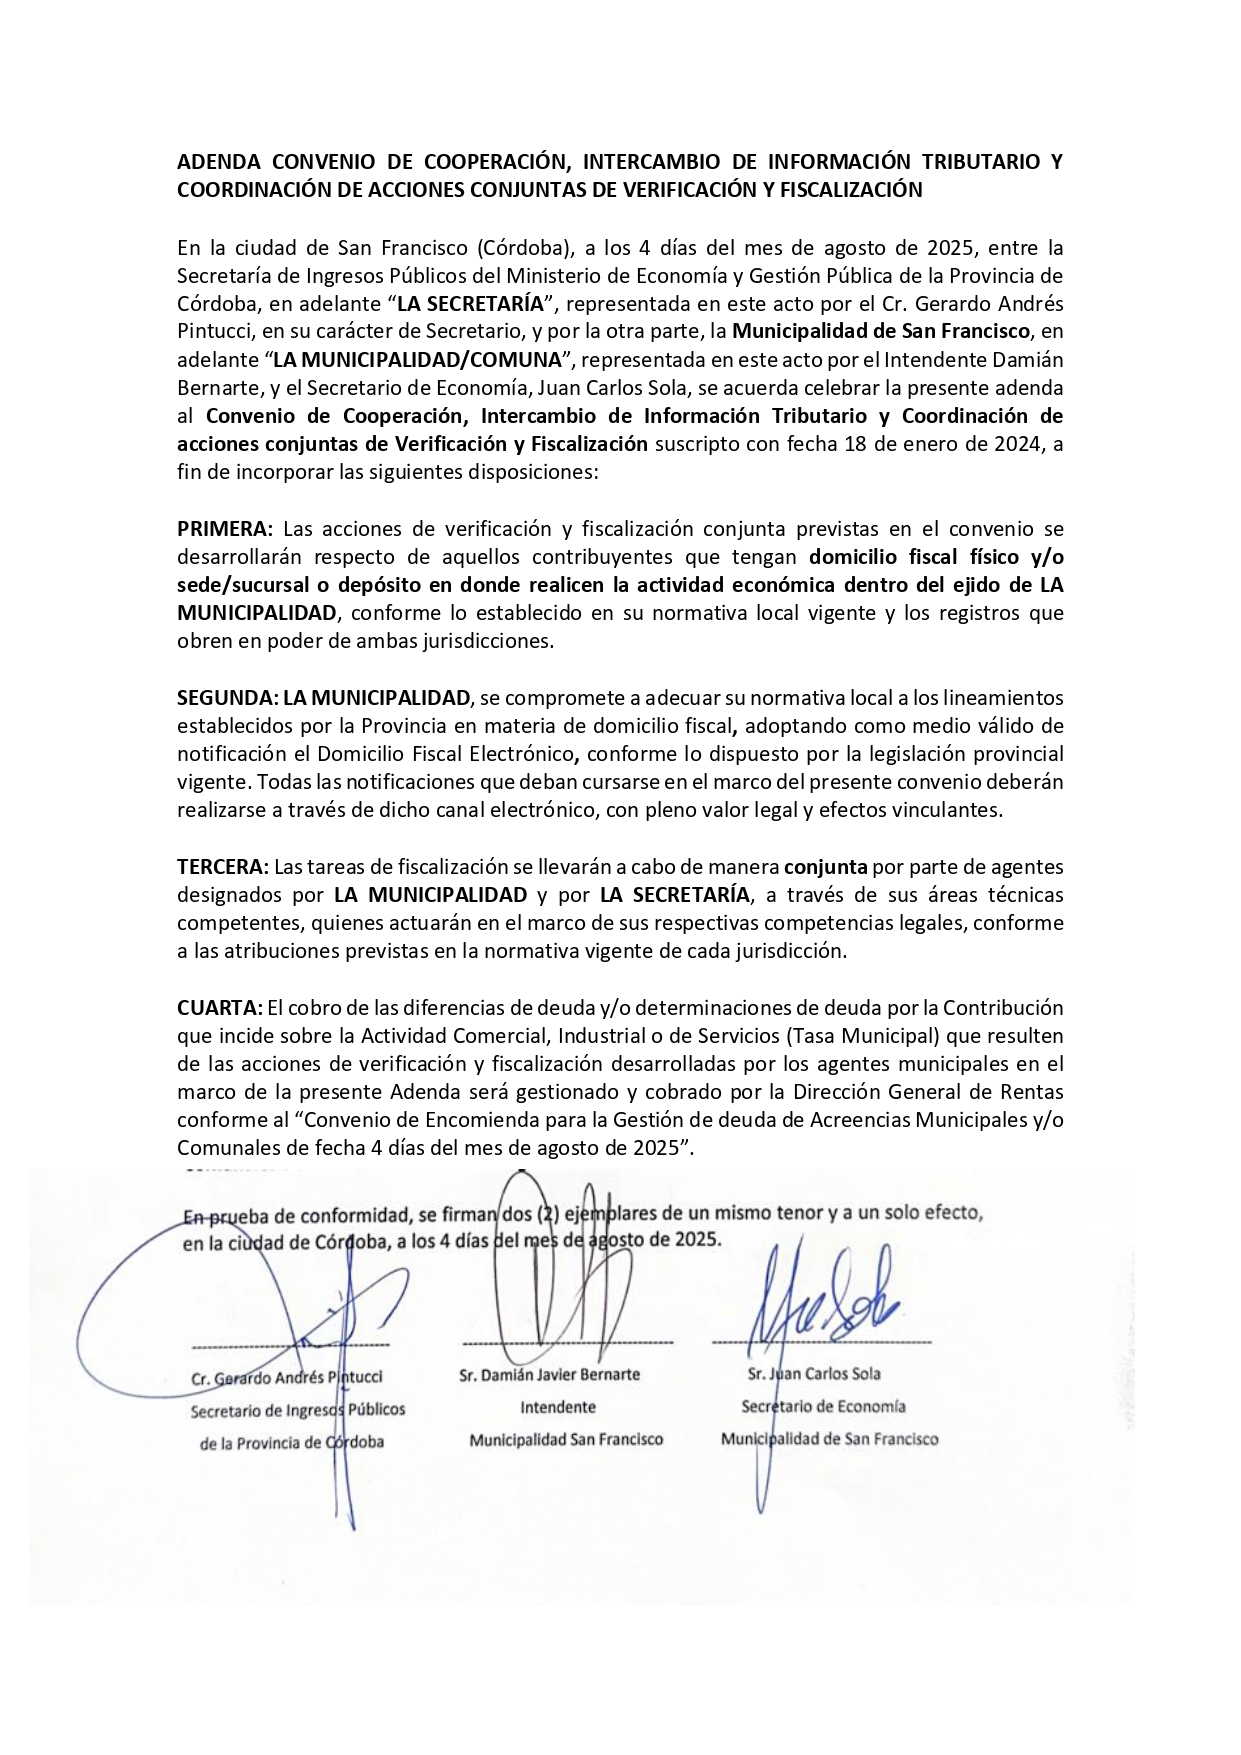 ADENDA CONVENIO DE COOPERACIÓN, INTERCAMBIO DE INFORMACIÓN TRIBUTARIO Y
COORDINACIÓN DE ACCIONES CONJUNTAS DE VERIFICACIÓN Y FISCALIZACIÓN
En la ciudad de San Francisco (Córdoba), a los 4 días del mes de agosto de 2025, entre la
Secretaría de Ingresos Públicos del Ministerio de Economía y Gestión Pública de la Provincia de
Córdoba, en adelante “LA SECRETARÍA”, representada en este acto por el Cr. Gerardo Andrés
Pintucci, en su carácter de Secretario, y por la otra parte, la Municipalidad de San Francisco, en
adelante “LA MUNICIPALIDAD/COMUNA”, representada en este acto por el Intendente Damián
Bernarte, y el Secretario de Economía, Juan Carlos Sola, se acuerda celebrar la presente adenda
al Convenio de Cooperación, Intercambio de Información Tributario y Coordinación de
acciones conjuntas de Verificación y Fiscalización suscripto con fecha 18 de enero de 2024, a
fin de incorporar las siguientes disposiciones:
PRIMERA: Las acciones de verificación y fiscalización conjunta previstas en el convenio se
desarrollarán respecto de aquellos contribuyentes que tengan domicilio fiscal físico y/o
sede/sucursal o depósito en donde realicen la actividad económica dentro del ejido de LA
MUNICIPALIDAD, conforme lo establecido en su normativa local vigente y los registros que
obren en poder de ambas jurisdicciones.
SEGUNDA: LA MUNICIPALIDAD, se compromete a adecuar su normativa local a los lineamientos
establecidos por la Provincia en materia de domicilio fiscal, adoptando como medio válido de
notificación el Domicilio Fiscal Electrónico, conforme lo dispuesto por la legislación provincial
vigente. Todas las notificaciones que deban cursarse en el marco del presente convenio deberán
realizarse a través de dicho canal electrónico, con pleno valor legal y efectos vinculantes.
TERCERA: Las tareas de fiscalización se llevarán a cabo de manera conjunta por parte de agentes
designados por LA MUNICIPALIDAD y por LA SECRETARÍA, a través de sus áreas técnicas
competentes, quienes actuarán en el marco de sus respectivas competencias legales, conforme
a las atribuciones previstas en la normativa vigente de cada jurisdicción.
CUARTA: El cobro de las diferencias de deuda y/o determinaciones de deuda por la Contribución
que incide sobre la Actividad Comercial, Industrial o de Servicios (Tasa Municipal) que resulten
de las acciones de verificación y fiscalización desarrolladas por los agentes municipales en el
marco de la presente Adenda será gestionado y cobrado por la Dirección General de Rentas
conforme al “Convenio de Encomienda para la Gestión de deuda de Acreencias Municipales y/o
Comunales de fecha 4 días del mes de agosto de 2025”.
En prueba de conformidad, se firman dos (2) ejemplares de un mismo tenor y a un solo efecto,
en la ciudad de Córdoba, a los 4 días del mes de agosto de 2025.
Cr. Gerardo Andrés Pintucci
Secretario de Ingresos Públicos
de la Provincia de Córdoba
Sr. Damián Javier Bernarte
Intendente
Municipalidad San Francisco
Sr. Juan Carlos Sola
Secretario de Economía
Municipalidad de San Francisco